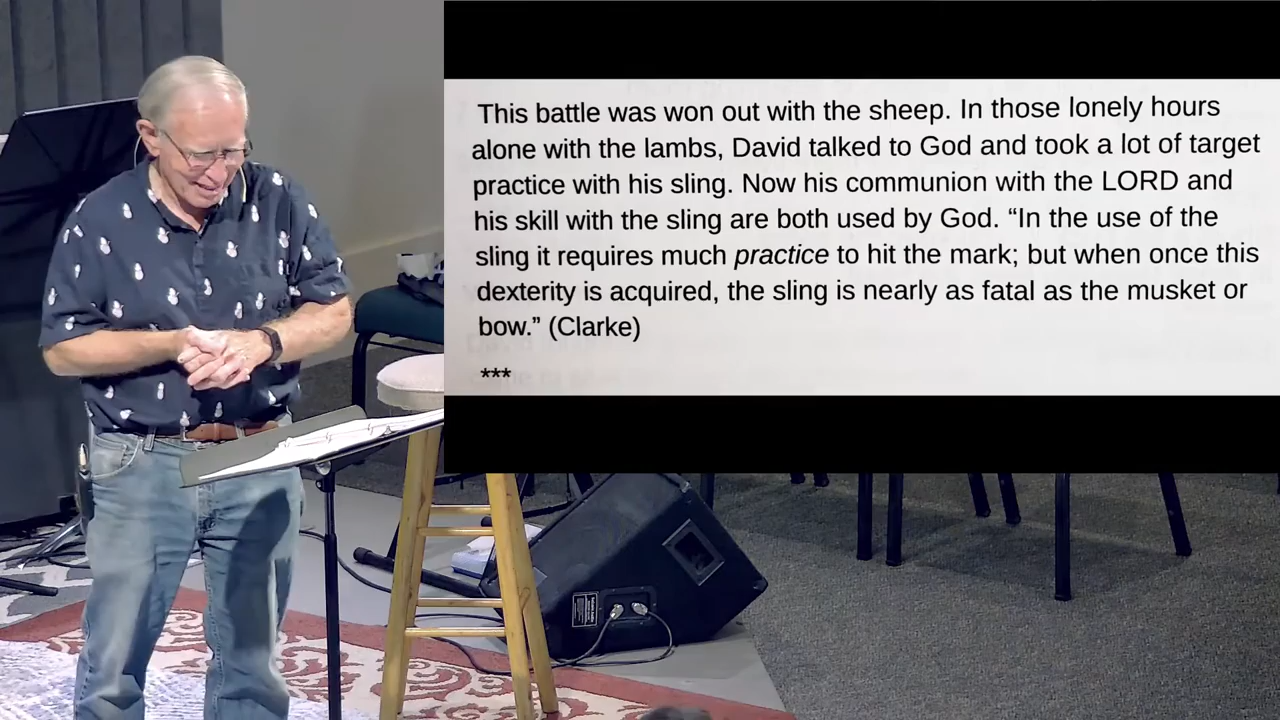 This battle was won out with the sheep. In those lonely hours
alone with the lambs, David talked to God and took a lot of target
practice with his sling. Now his communion with the LORD and
his skill with the sling are both used by God. “In the use of the
sling it requires much practice to hit the mark; but when once this
dexterity is acquired, the sling is nearly as fatal as the musket or
bow.” (Clarke)
***